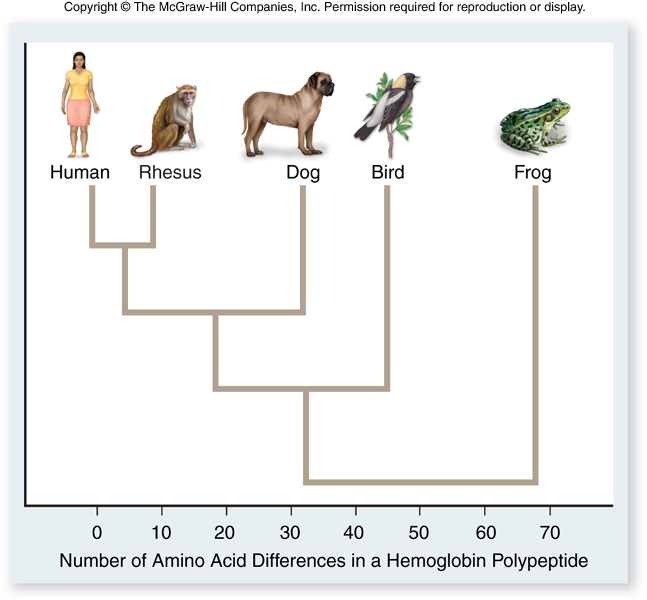 Copyright © The McGraw-Hill Companies, Inc. Permission required for reproduction or display.
Human Rhesus Dog Bird Frog
0 10 20 30 40 50 60 70
Number of Amino Acid Differences in a Hemoglobin Polypeptide